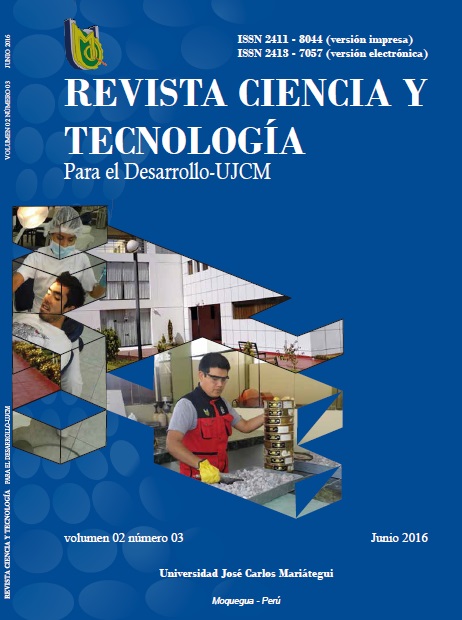 ISSN 2411 - 8044 (versión impresa)
ISSN 2413 - 7057 (versión electrónica)
REVISTA CIENCIA Y
TECNOLOGÍA
Para el Desarrollo-UJCM
volumen 02 número 03
Junio 2016
Universidad José Carlos Mariátegui
Moquegua - Perú
JUNIO 2016
VOLUMEN 02 NÚMERO 03
REVISTA CIENCIA Y TECNOLOGÍA PARA EL DESARROLLO-UJCM